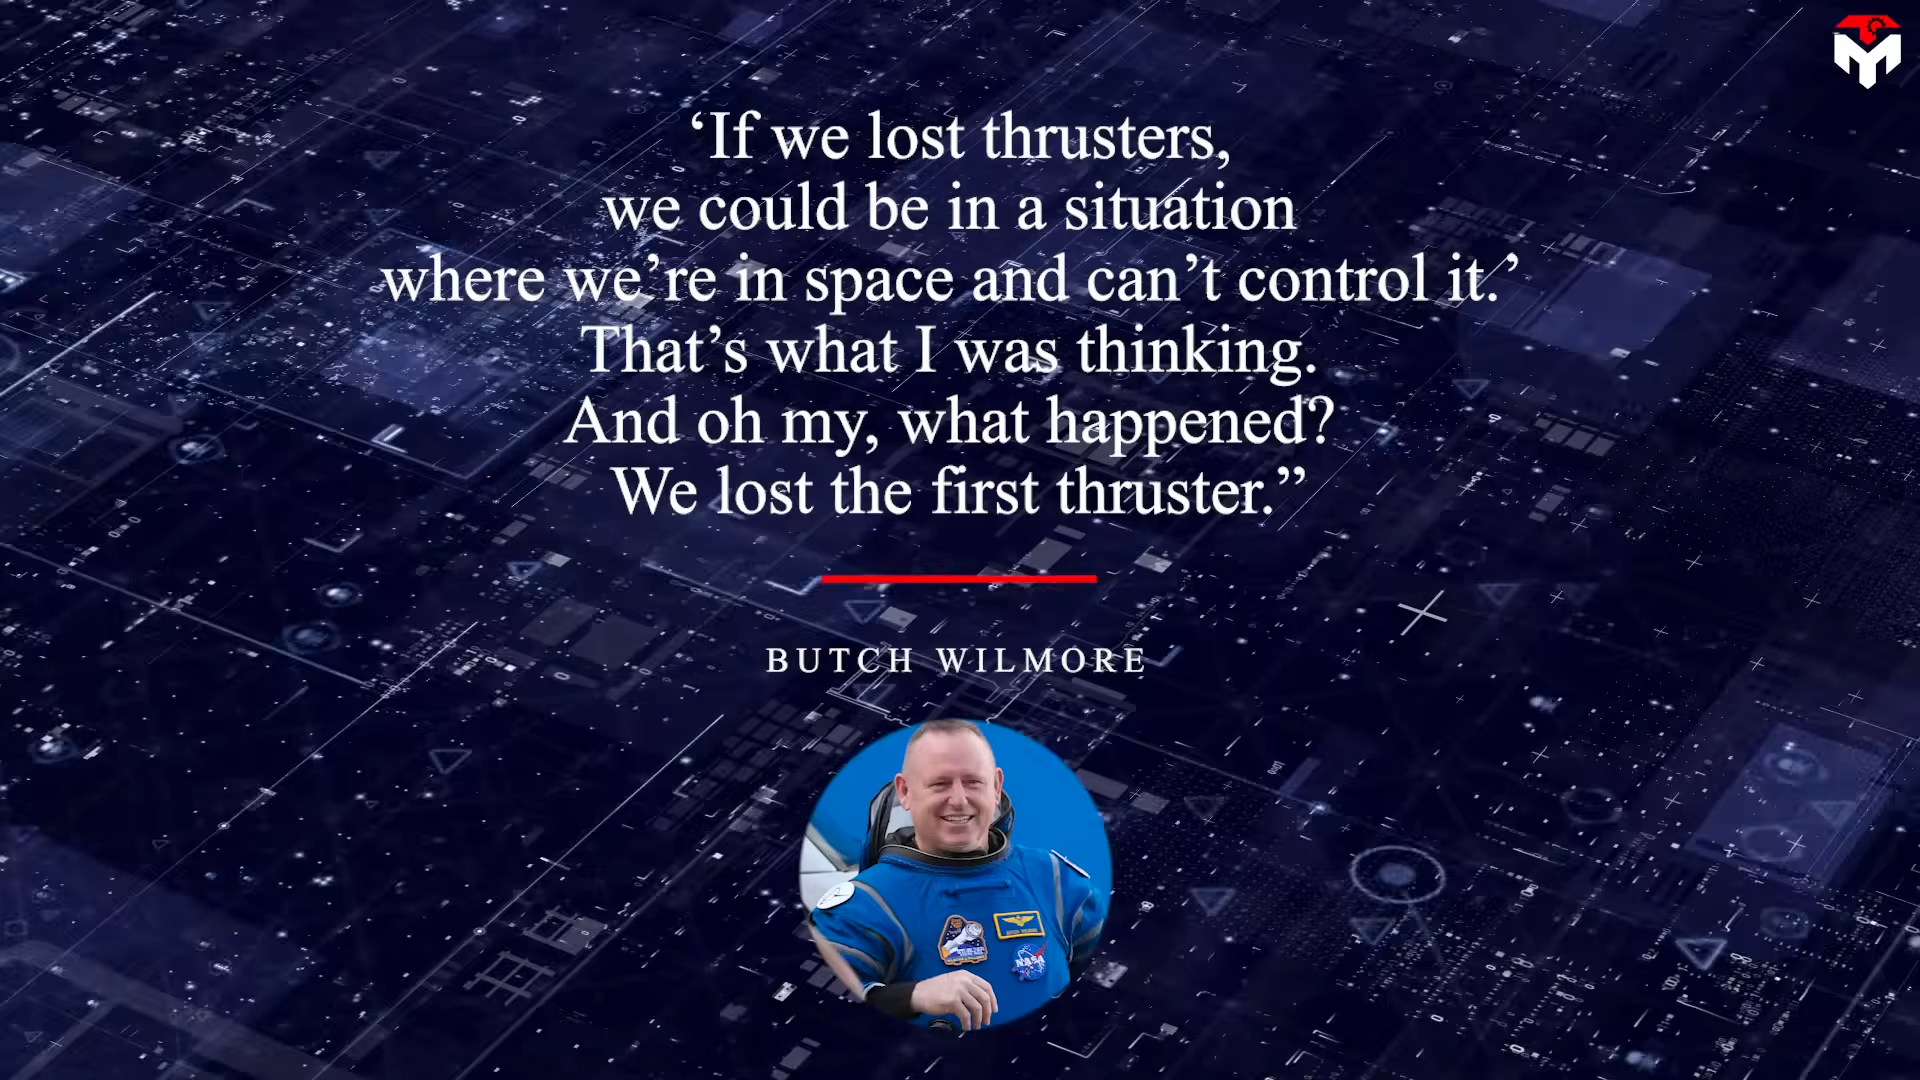 ‘If we lost thrusters,
we could be in a situation
where we’re in space and can’t control it.’
That’s what I was thinking.
And oh my, what happened?
We lost the first thruster.”
BUTCH WILMORE
NASA